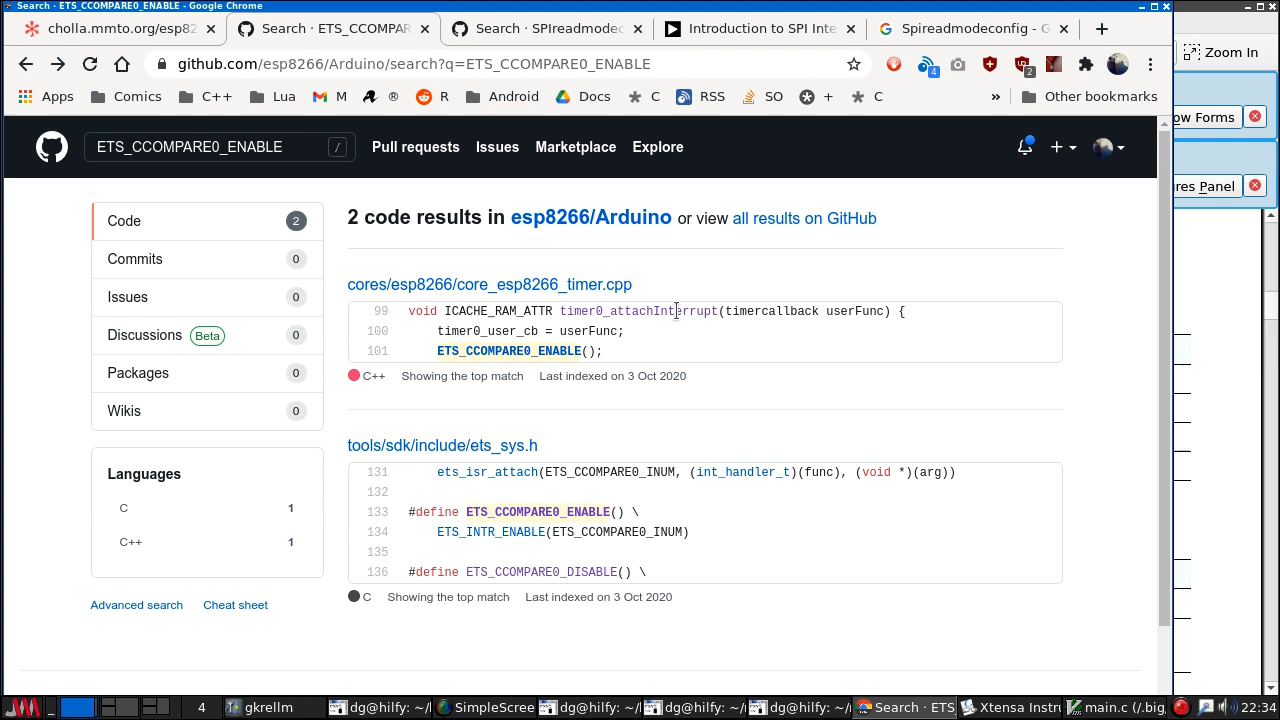 Search · ETS_CCOMPARE0_ENABLE - Google Chrome
cholla.mmto.org/esp82
Search · ETS_CCOMPAR
Search · SPIreadmodec
Introduction to SPI Inte
Spireadmodeconfig - G
Zoom In
github.com/esp8266/Arduino/search?q=ETS_CCOMPARE0_ENABLE
4
2
Apps
Comics
C++
Lua
M
®
R
Android
Docs
C
RSS
SO
+
C
»
Other bookmarks
ow Forms
ures Panel
ETS_CCOMPARE0_ENABLE
/
Pull requests
Issues
Marketplace
Explore
Code 2
Commits 0
Issues 0
Discussions Beta 0
Packages 0
Wikis 0
Languages
C 1
C++ 1
Advanced search
Cheat sheet
2 code results in esp8266/Arduino or view all results on GitHub
cores/esp8266/core_esp8266_timer.cpp
99 void ICACHE_RAM_ATTR timer0_attachInterrupt(timercallback userFunc) {
100 timer0_user_cb = userFunc;
101 ETS_CCOMPARE0_ENABLE();
C++ Showing the top match Last indexed on 3 Oct 2020
tools/sdk/include/ets_sys.h
131 ets_isr_attach(ETS_CCOMPARE0_INUM, (int_handler_t)(func), (void *)(arg))
132
133 #define ETS_CCOMPARE0_ENABLE() \
134 ETS_INTR_ENABLE(ETS_CCOMPARE0_INUM)
135
136 #define ETS_CCOMPARE0_DISABLE() \
C Showing the top match Last indexed on 3 Oct 2020
4
gkrellm
dg@hilfy: ~/
SimpleScree
dg@hilfy: ~/
dg@hilfy: ~/
dg@hilfy: ~/
Search · ETS
Xtensa Instru
main.c (/.big
22:34